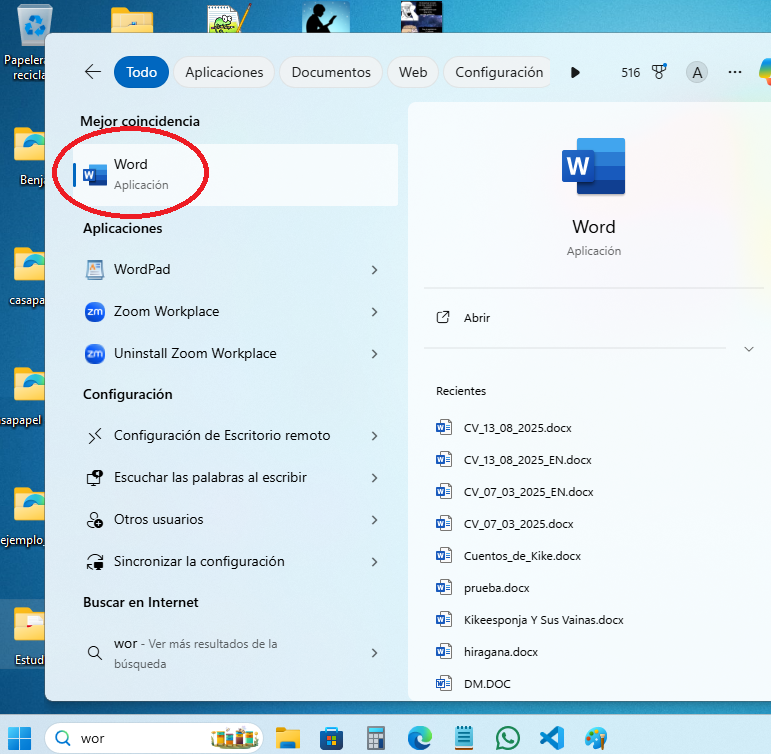 Papelera
recicla
Benj
casapa
sapapel
ejemplo_
Estud
Todo
Aplicaciones
Documentos
Web
Configuración
516
A
Mejor coincidencia
Word
Aplicación
Aplicaciones
WordPad
Zoom Workplace
Uninstall Zoom Workplace
Configuración
Configuración de Escritorio remoto
Escuchar las palabras al escribir
Otros usuarios
Sincronizar la configuración
Buscar en Internet
wor - Ver más resultados de la
búsqueda
Word
Aplicación
Abrir
Recientes
CV_13_08_2025.docx
CV_13_08_2025_EN.docx
CV_07_03_2025_EN.docx
CV_07_03_2025.docx
Cuentos_de_Kike.docx
prueba.docx
Kikeesponja Y Sus Vainas.docx
hiragana.docx
DM.DOC
wor